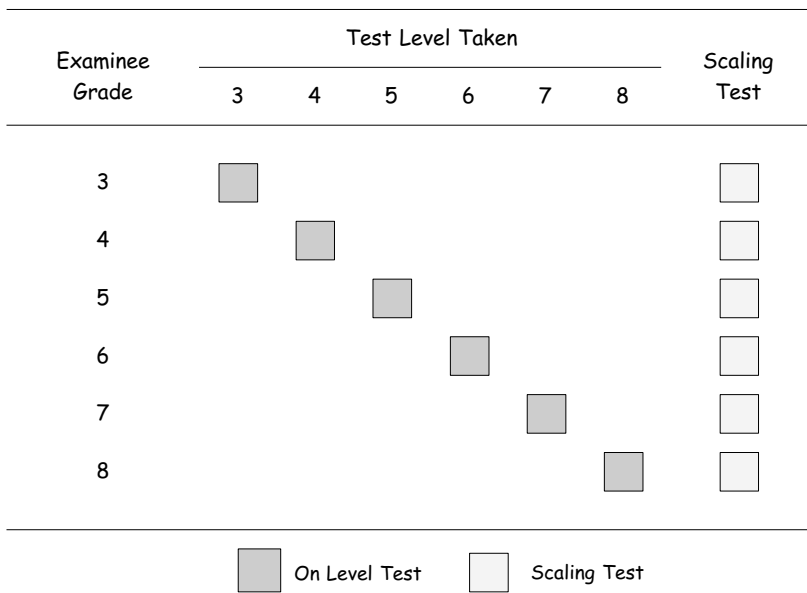 Test Level Taken
Examinee
Grade
Scaling
Test
3 4 5 6 7 8
3
4
5
6
7
8
On Level Test Scaling Test